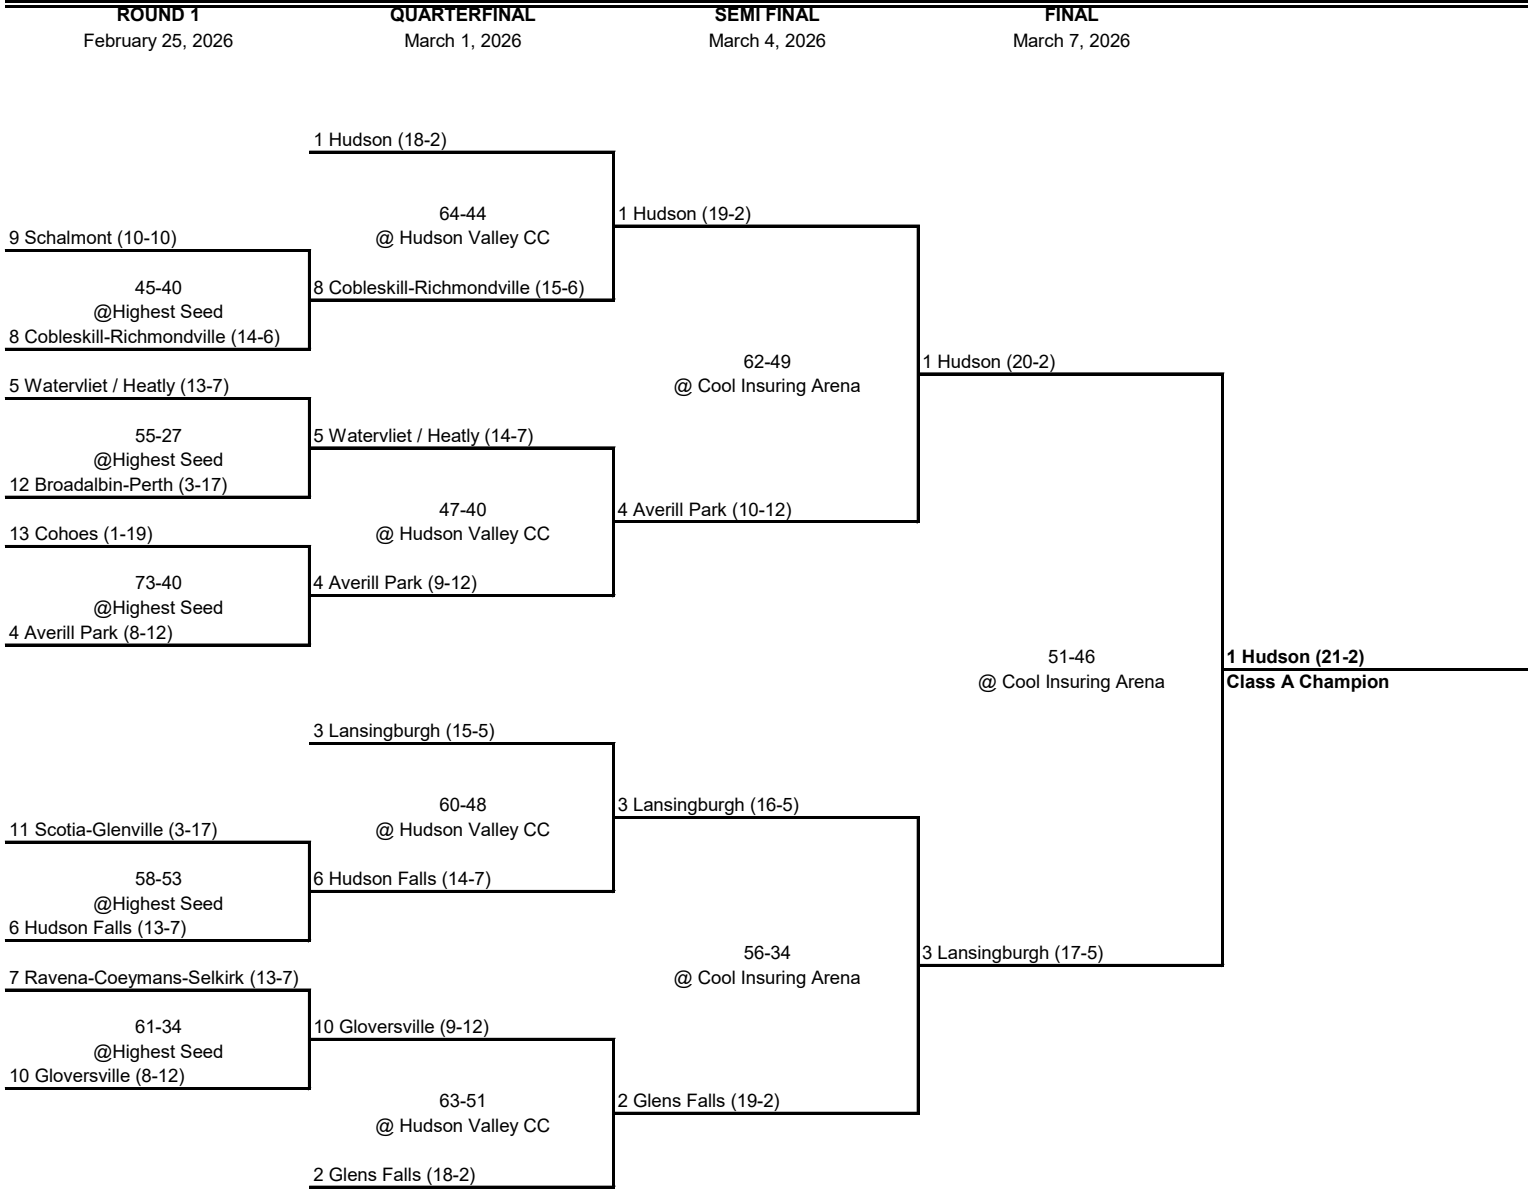 ROUND 1
February 25, 2026
QUARTERFINAL
March 1, 2026
SEMI FINAL
March 4, 2026
FINAL
March 7, 2026
9 Schalmont (10-10)
45-40
@Highest Seed
8 Cobleskill-Richmondville (14-6)
5 Watervliet / Heatly (13-7)
55-27
@Highest Seed
12 Broadalbin-Perth (3-17)
13 Cohoes (1-19)
73-40
@Highest Seed
4 Averill Park (8-12)
11 Scotia-Glenville (3-17)
58-53
@Highest Seed
6 Hudson Falls (13-7)
7 Ravena-Coeymans-Selkirk (13-7)
61-34
@Highest Seed
10 Gloversville (8-12)
1 Hudson (18-2)
64-44
@ Hudson Valley CC
8 Cobleskill-Richmondville (15-6)
5 Watervliet / Heatly (14-7)
47-40
@ Hudson Valley CC
4 Averill Park (9-12)
3 Lansingburgh (15-5)
60-48
@ Hudson Valley CC
6 Hudson Falls (14-7)
10 Gloversville (9-12)
63-51
@ Hudson Valley CC
2 Glens Falls (18-2)
1 Hudson (19-2)
62-49
@ Cool Insuring Arena
4 Averill Park (10-12)
3 Lansingburgh (16-5)
56-34
@ Cool Insuring Arena
2 Glens Falls (19-2)
1 Hudson (20-2)
51-46
@ Cool Insuring Arena
3 Lansingburgh (17-5)
1 Hudson (21-2)
Class A Champion